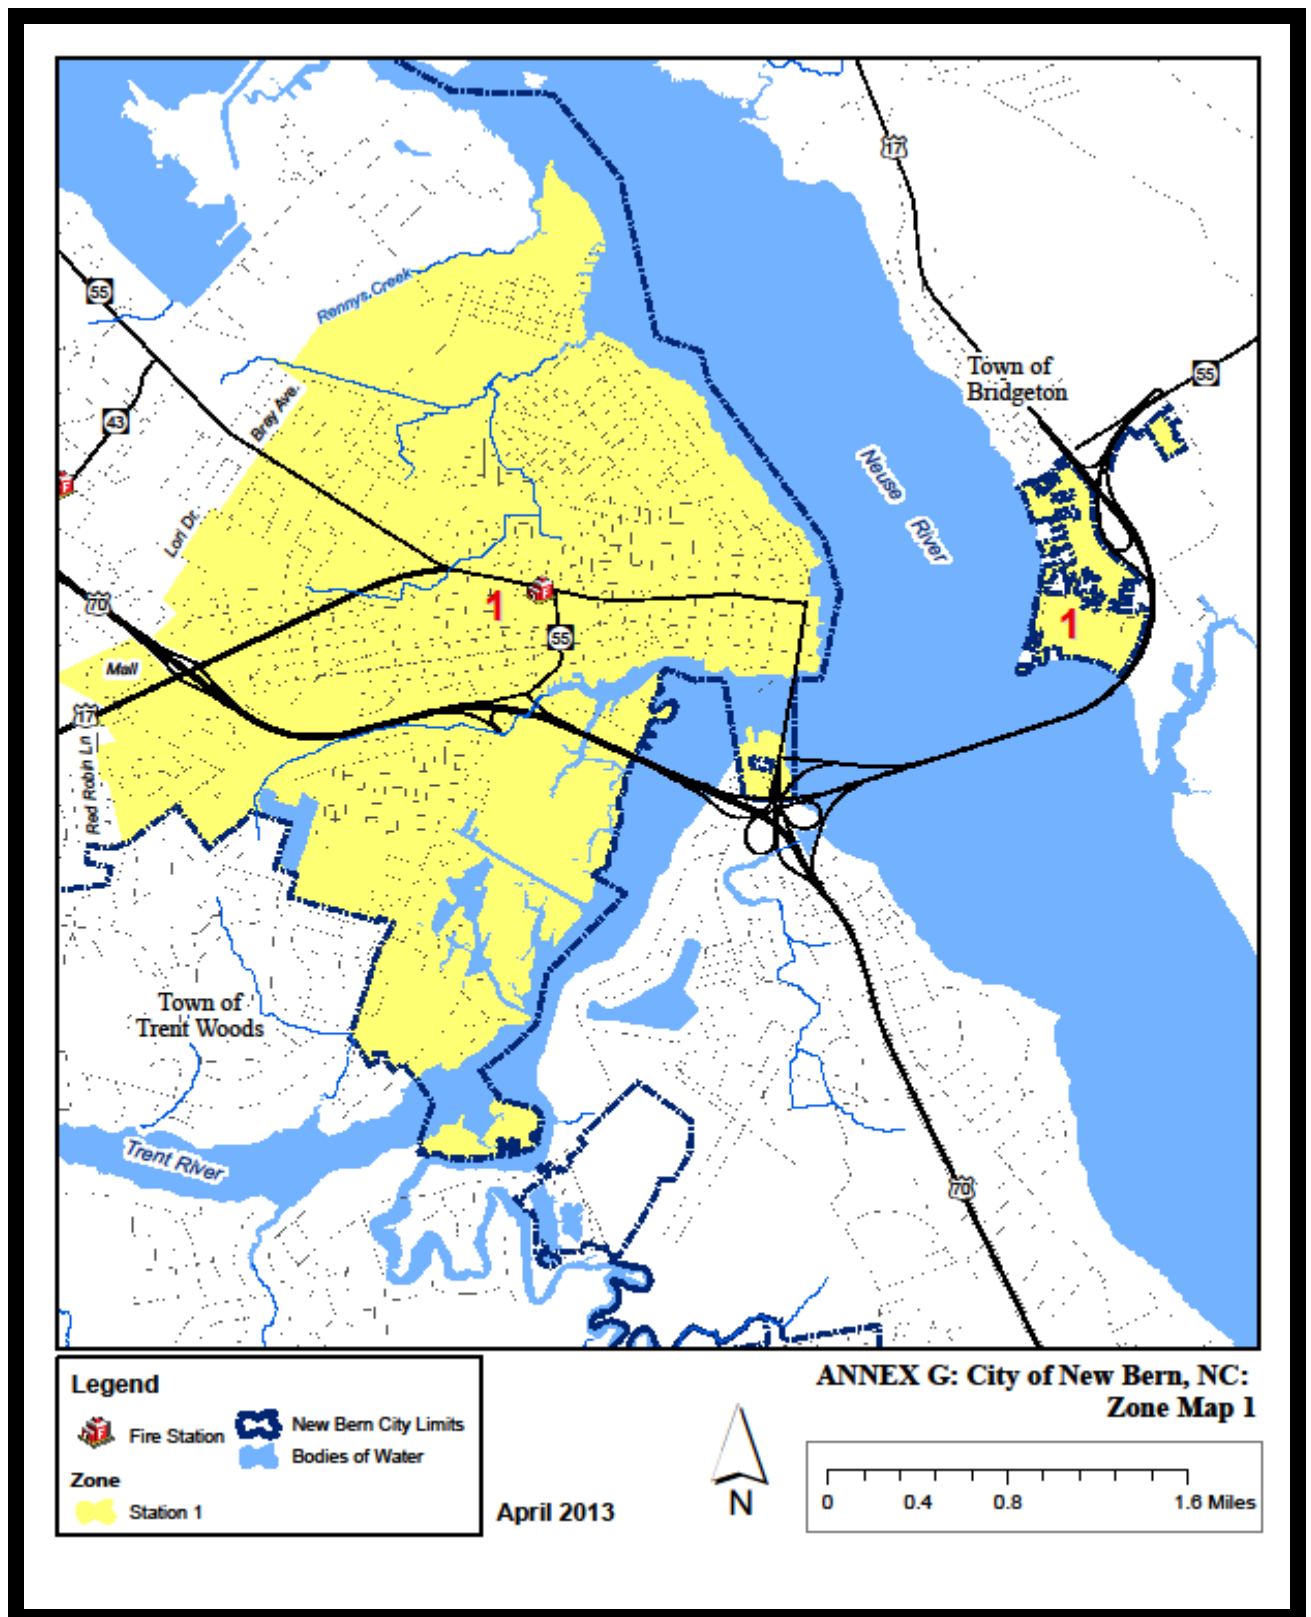 17
55
Rennys Creek
Town of
Bridgeton
55
43
Bray Ave.
F
Neuse
River
Lori Dr.
70
F
1
1
55
Mall
17
Red Robin Ln
Town of
Trent Woods
Trent River
70
Legend
F
Fire Station
New Bern City Limits
Bodies of Water
Zone
Station 1
April 2013
N
ANNEX G: City of New Bern, NC:
Zone Map 1
0 0.4 0.8 1.6 Miles